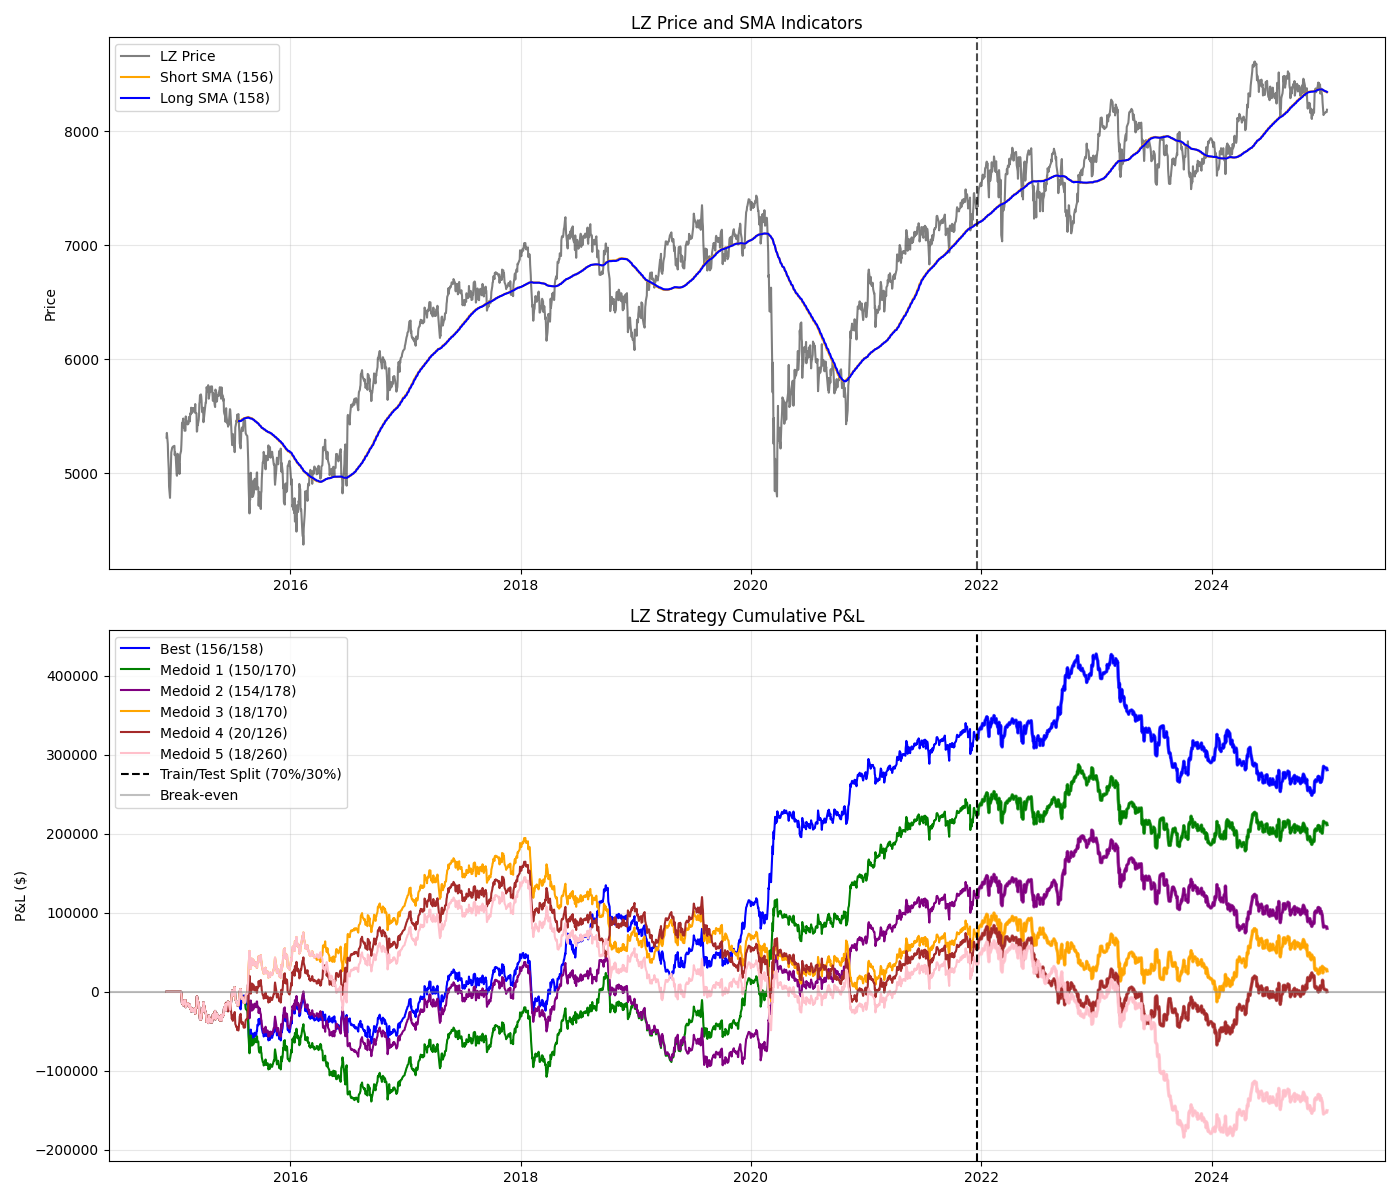 LZ Price and SMA Indicators
LZ Price
Short SMA (156)
Long SMA (158)
Price
8000
7000
6000
5000
2016
2018
2020
2022
2024
LZ Strategy Cumulative P&L
Best (156/158)
Medoid 1 (150/170)
Medoid 2 (154/178)
Medoid 3 (18/170)
Medoid 4 (20/126)
Medoid 5 (18/260)
Train/Test Split (70%/30%)
Break-even
P&L ($)
400000
300000
200000
100000
0
−100000
−200000
2016
2018
2020
2022
2024